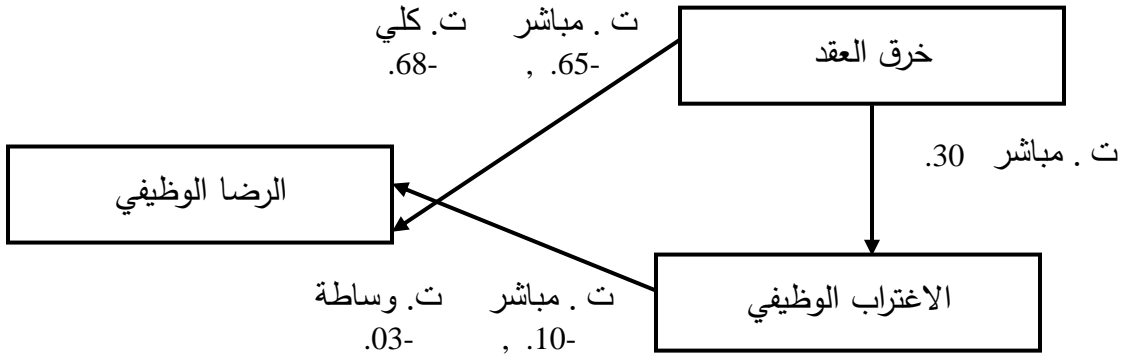 خرق العقد
ت . مباشر ت. كلي
-65. , -68.
ت . مباشر 30.
الرضا الوظيفي
الاغتراب الوظيفي
ت . مباشر ت. وساطة
-10. , -03.